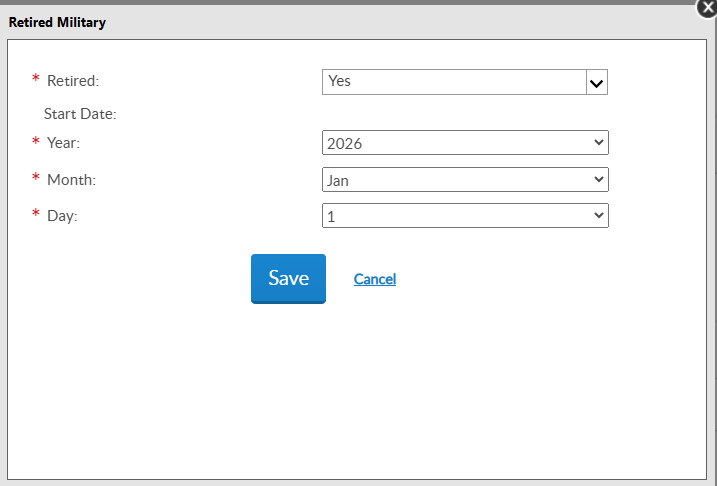 Retired Military
* Retired: Yes
Start Date:
* Year: 2026
* Month: Jan
* Day: 1
Save Cancel